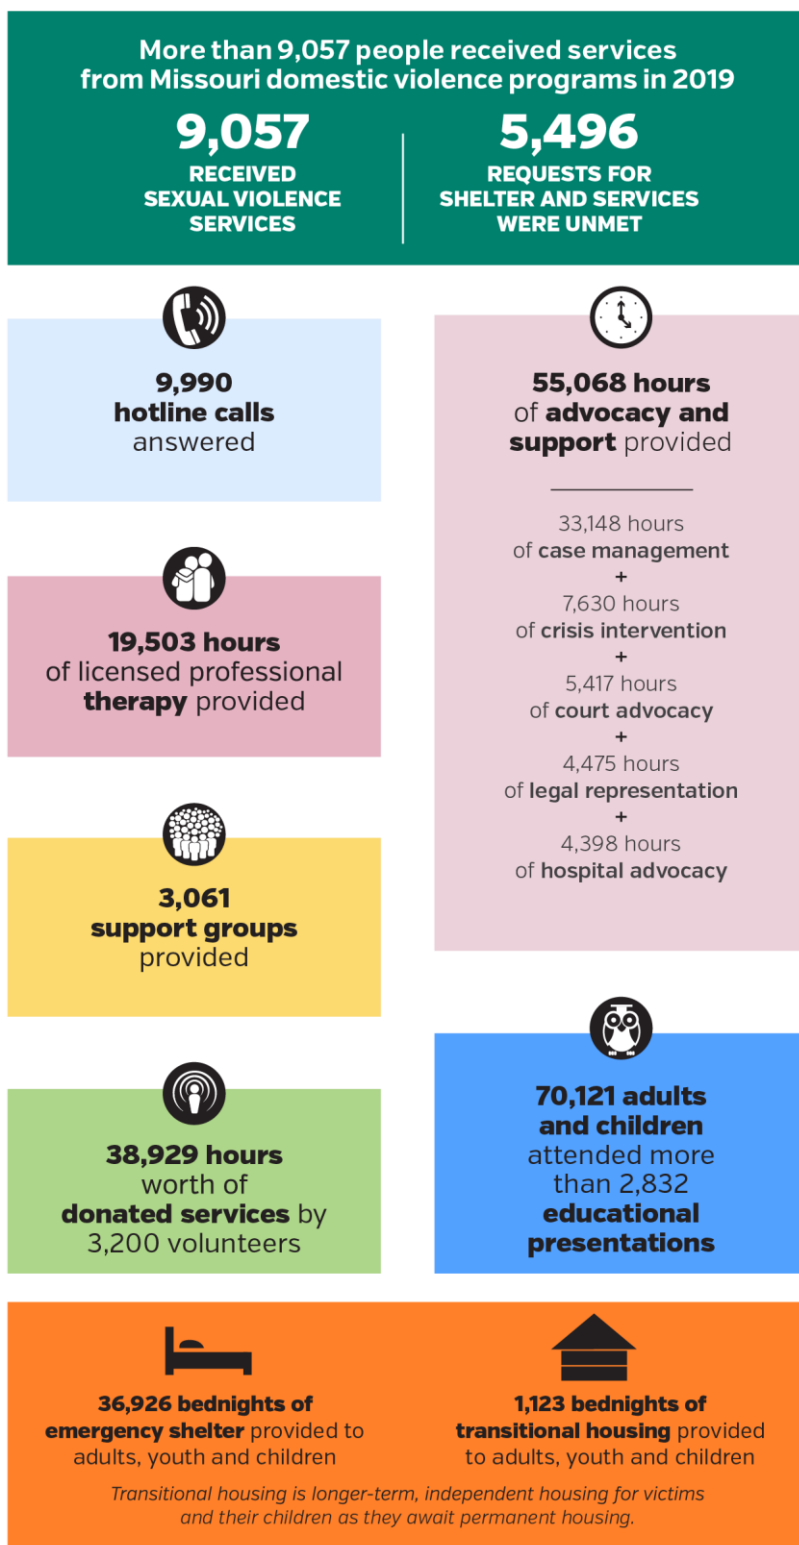 More than 9,057 people received services
from Missouri domestic violence programs in 2019
9,057
RECEIVED
SEXUAL VIOLENCE
SERVICES
5,496
REQUESTS FOR
SHELTER AND SERVICES
WERE UNMET
9,990
hotline calls
answered
19,503 hours
of licensed professional
therapy provided
3,061
support groups
provided
38,929 hours
worth of
donated services by
3,200 volunteers
55,068 hours
of advocacy and
support provided
33,148 hours
of case management
+
7,630 hours
of crisis intervention
+
5,417 hours
of court advocacy
+
4,475 hours
of legal representation
+
4,398 hours
of hospital advocacy
70,121 adults
and children
attended more
than 2,832
educational
presentations
36,926 bednights of
emergency shelter provided to
adults, youth and children
1,123 bednights of
transitional housing provided
to adults, youth and children
Transitional housing is longer-term, independent housing for victims
and their children as they await permanent housing.